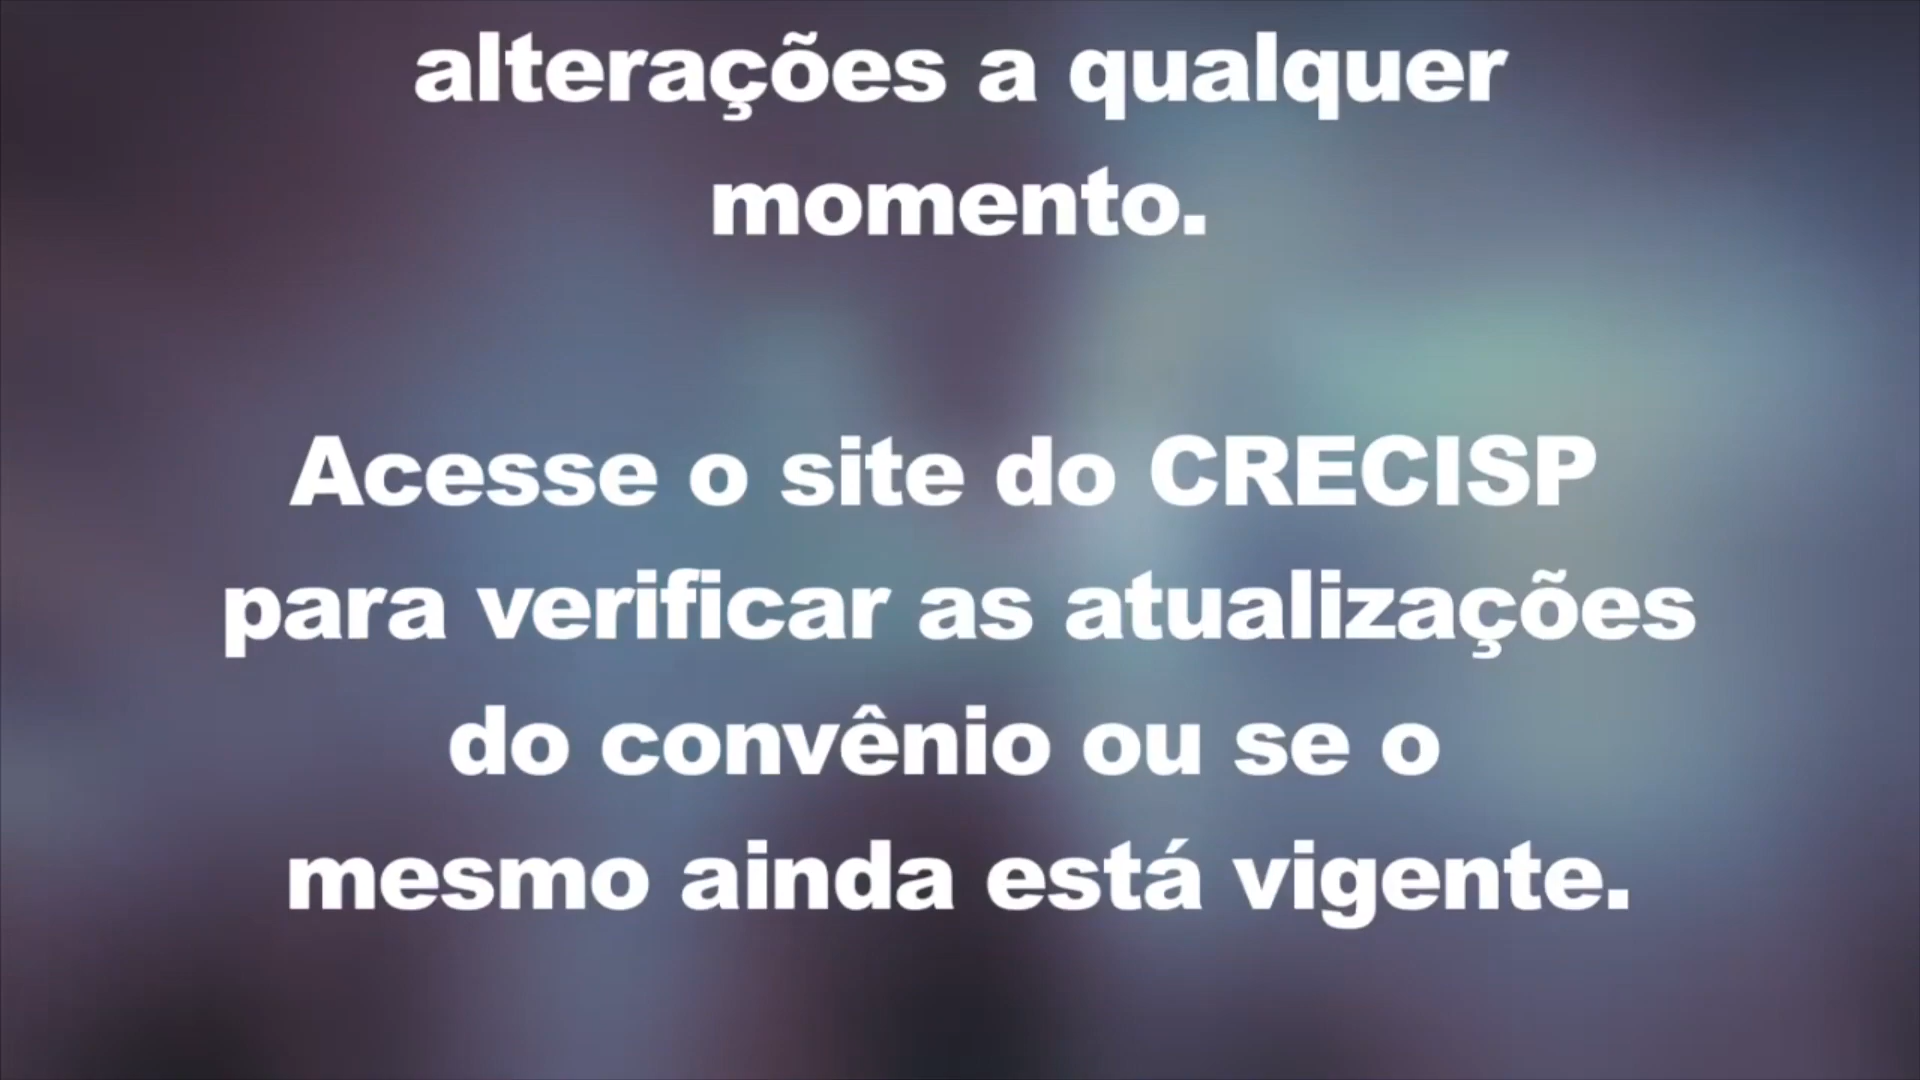 alterações a qualquer
momento.
Acesse o site do CRECISP
para verificar as atualizações
do convênio ou se o
mesmo ainda está vigente.